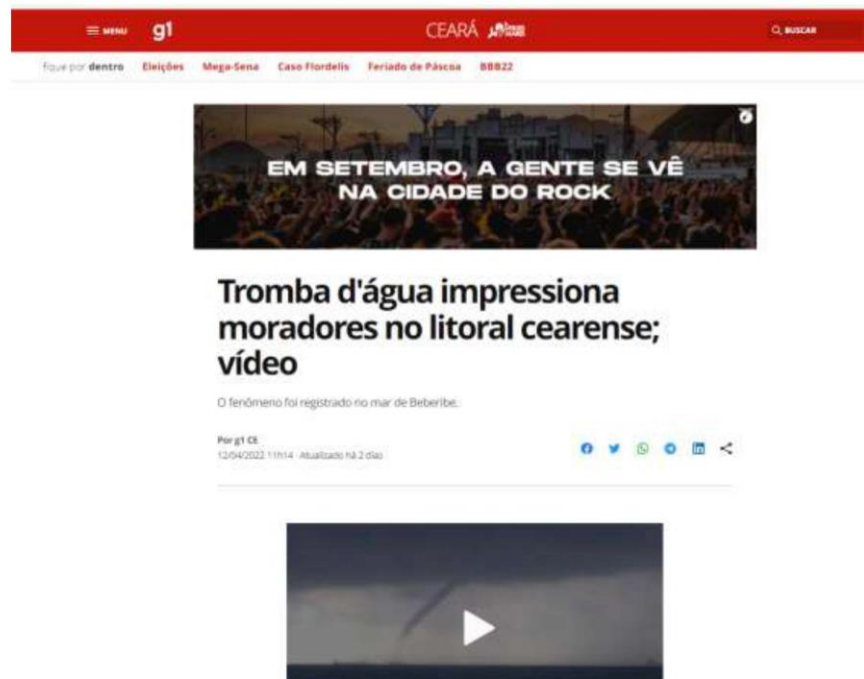 MENU g1 CEARÁ BUSCAR
Fique por dentro Eleições Mega-Sena Caso Flordelis Feriado de Páscoa BBB22
EM SETEMBRO, A GENTE SE VÊ
NA CIDADE DO ROCK
Tromba d'água impressiona
moradores no litoral cearense;
vídeo
O fenômeno foi registrado no mar de Beberibe.
Por g1 CE
12/04/2022 11h14 · Atualizado há 2 dias
in